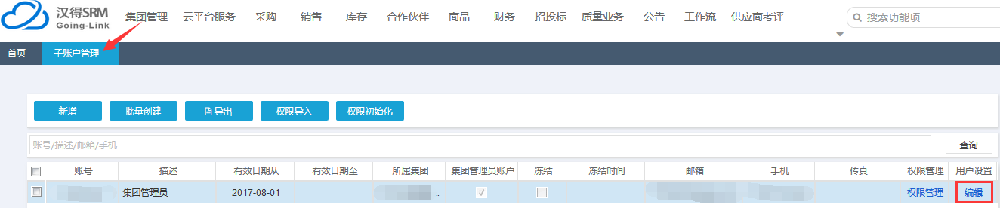 汉得SRM
Going-Link
集团管理 云平台服务 采购 销售 库存 合作伙伴 商品 财务 招投标 质量业务 公告 工作流 供应商考评
搜索功能项
首页 子账户管理
新增 批量创建 导出 权限导入 权限初始化
账号/描述/邮箱/手机 查询
账号 描述 有效日期从 有效日期至 所属集团 集团管理员账户 冻结 冻结时间 邮箱 手机 传真 权限管理 用户设置
集团管理员 2017-08-01 . 权限管理 编辑